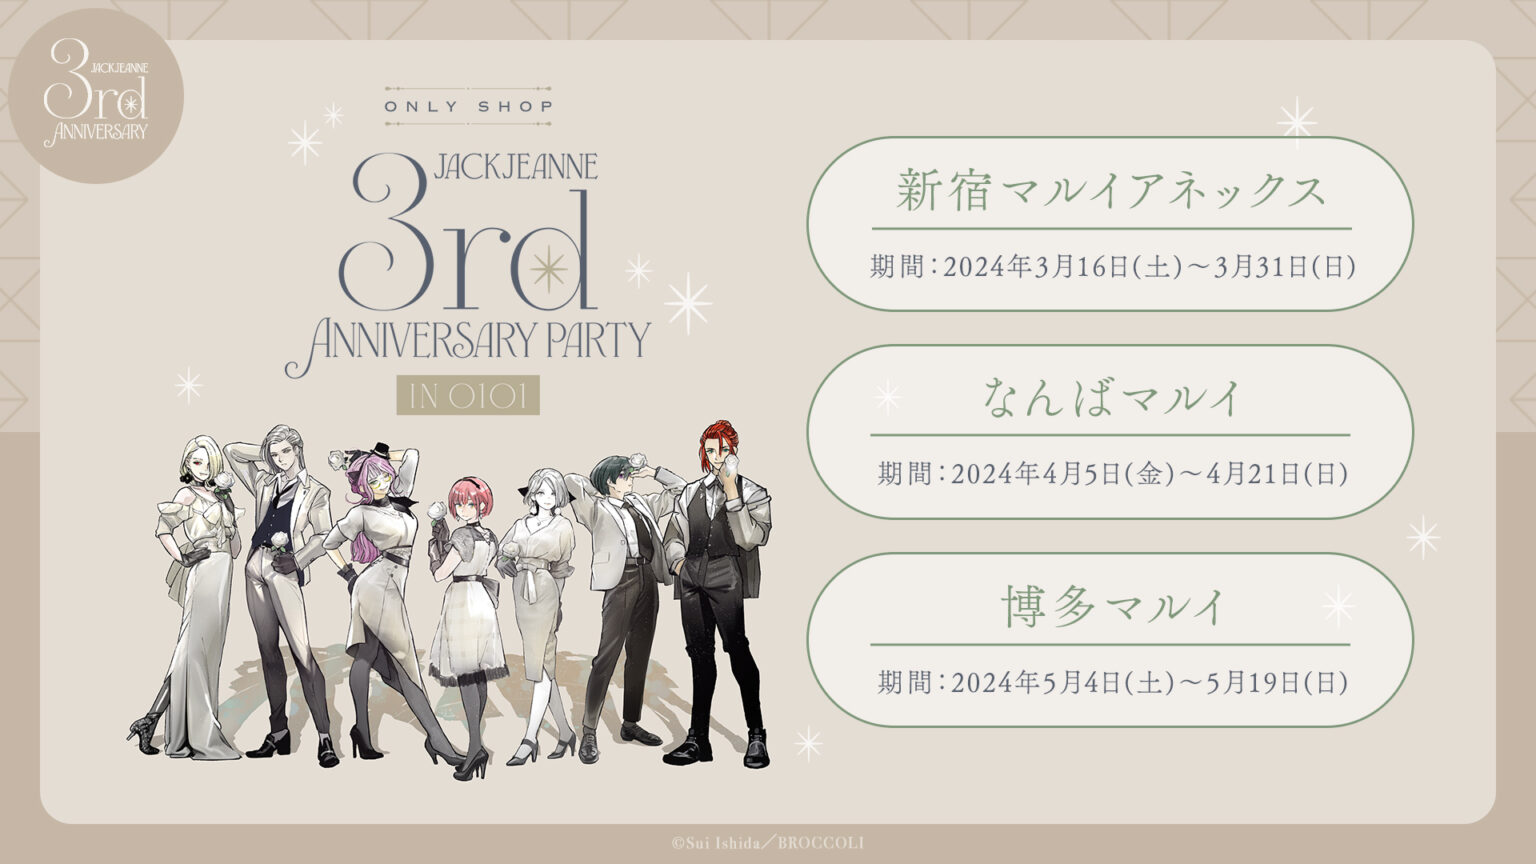 JACKJEANNE
3rd
ANNIVERSARY
ONLY SHOP
JACKJEANNE
3rd
ANNIVERSARY PARTY
IN OIOI
新宿マルイアネックス
期間：2024年3月16日(土)～3月31日(日)
なんばマルイ
期間：2024年4月5日(金)～4月21日(日)
博多マルイ
期間：2024年5月4日(土)～5月19日(日)
©Sui Ishida／BROCCOLI